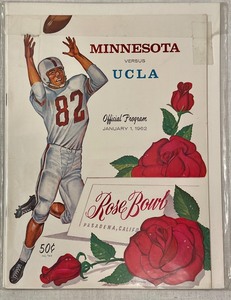 MINNESOTA
VERSUS
UCLA
Official Program
JANUARY 1, 1962
82
Rose Bowl
PASADENA, CALIF
50¢